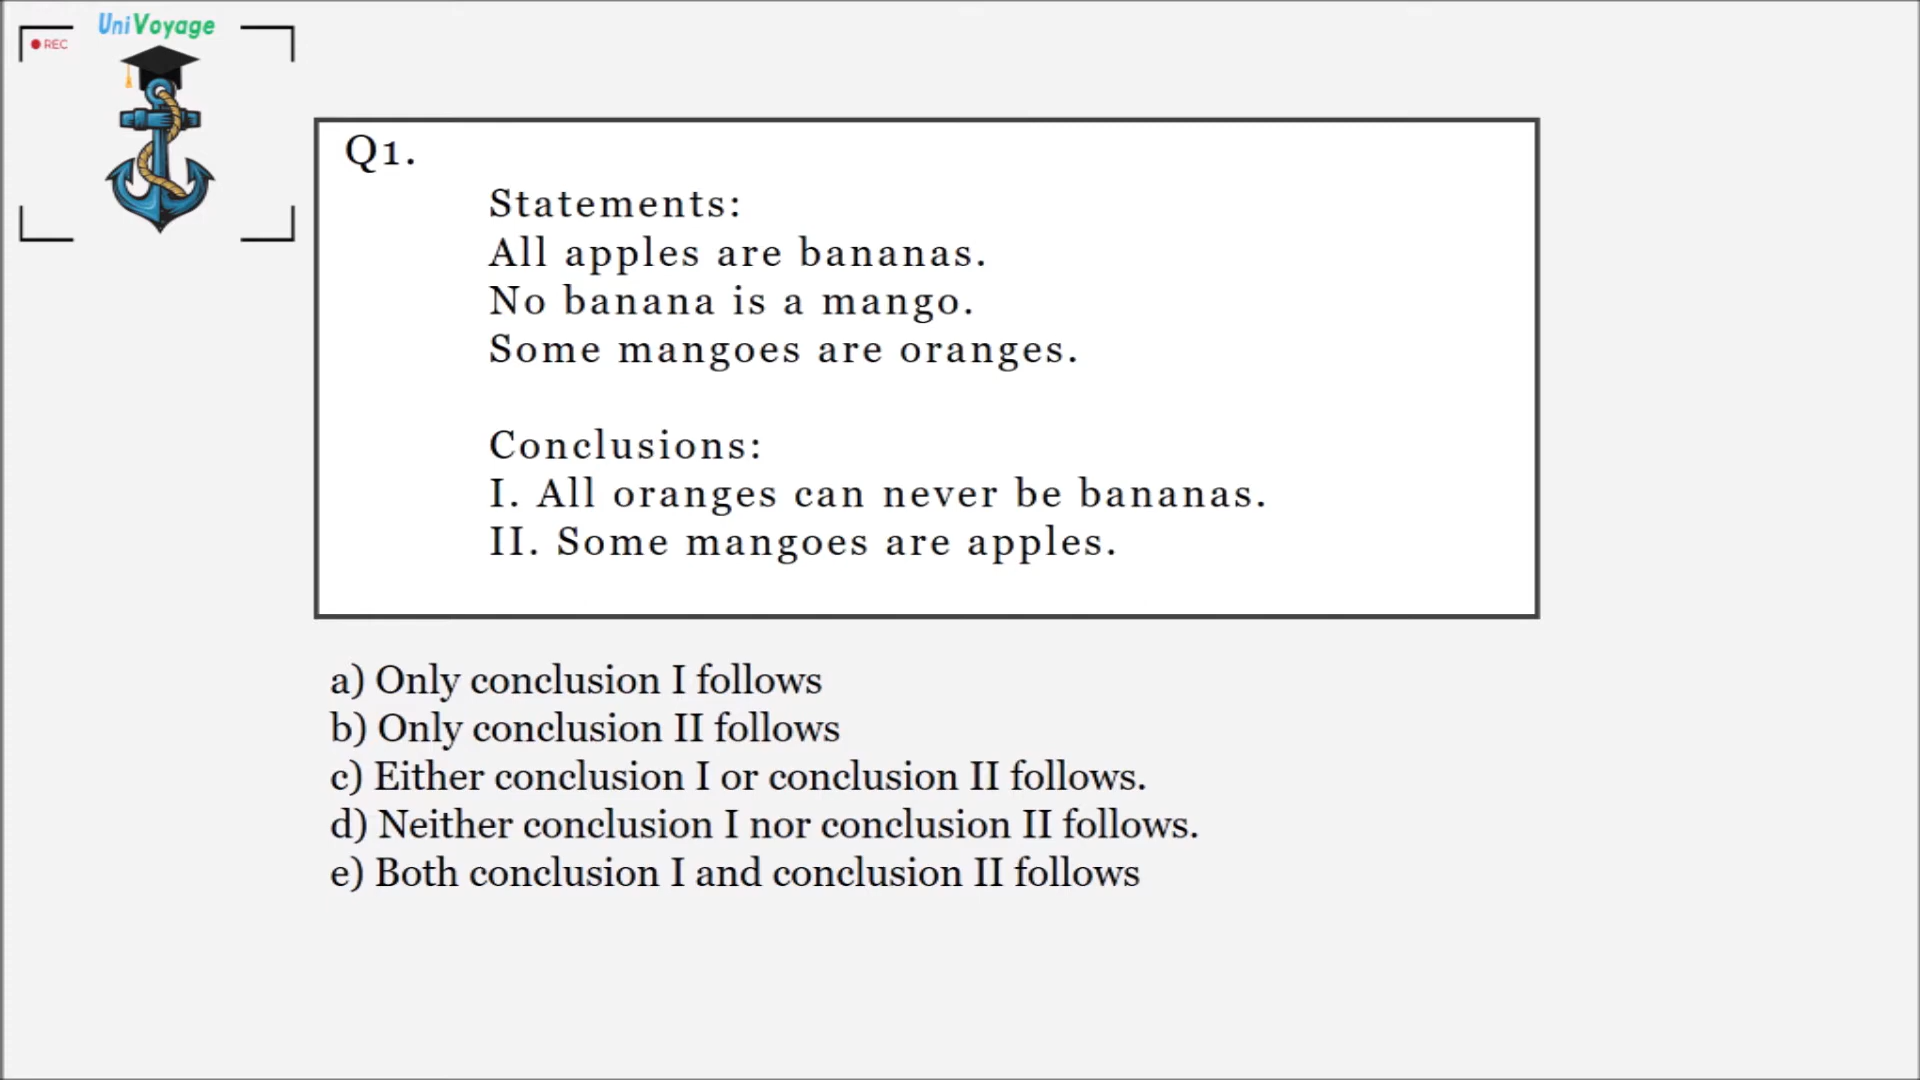 UniVoyage
REC
Q1.
Statements:
All apples are bananas.
No banana is a mango.
Some mangoes are oranges.
Conclusions:
I. All oranges can never be bananas.
II. Some mangoes are apples.
a) Only conclusion I follows
b) Only conclusion II follows
c) Either conclusion I or conclusion II follows.
d) Neither conclusion I nor conclusion II follows.
e) Both conclusion I and conclusion II follows